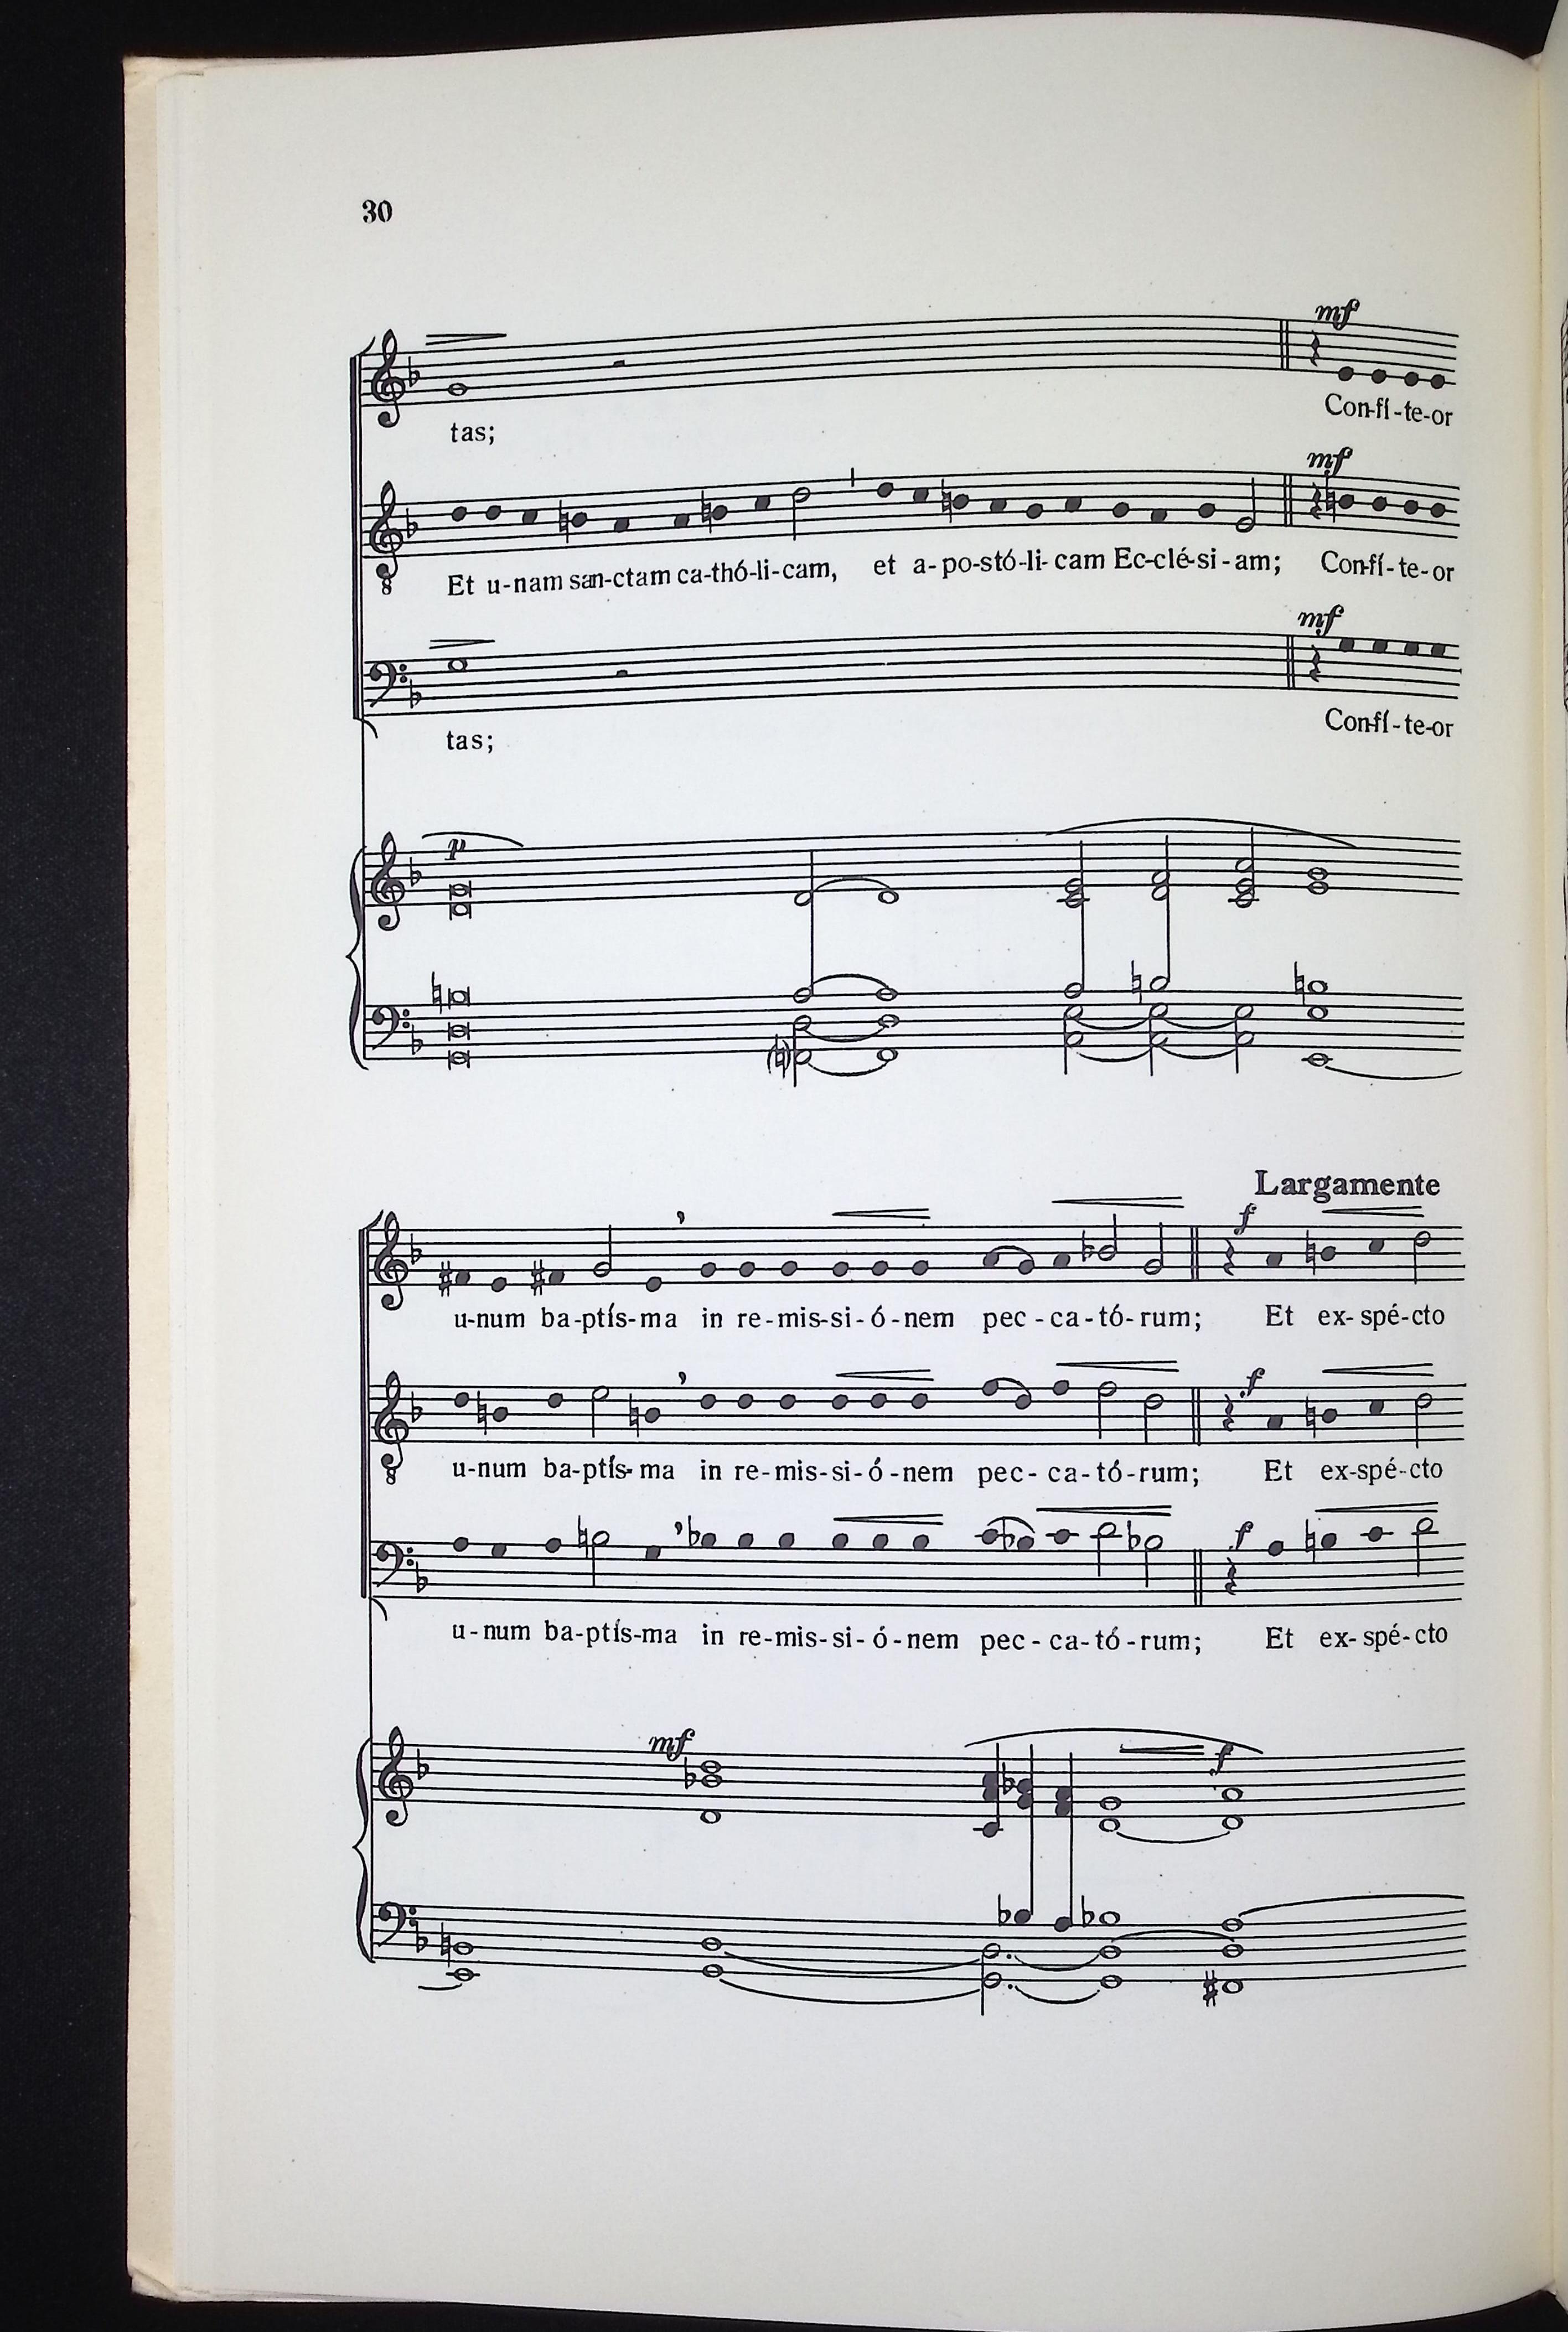 30
mf
Con-fí-te-or
tas;
mf
Et u-nam san-ctam ca-thó-li-cam, et a-po-stó-li-cam Ec-clé-si-am; Con-fí-te-or
8
mf
Con-fí-te-or
tas;
p
Largamente
f
u-num ba-ptís-ma in re-mis-si-ó-nem pec-ca-tó-rum; Et ex-spé-cto
f
u-num ba-ptís-ma in re-mis-si-ó-nem pec-ca-tó-rum; Et ex-spé-cto
8
f
u-num ba-ptís-ma in re-mis-si-ó-nem pec-ca-tó-rum; Et ex-spé-cto
mf f